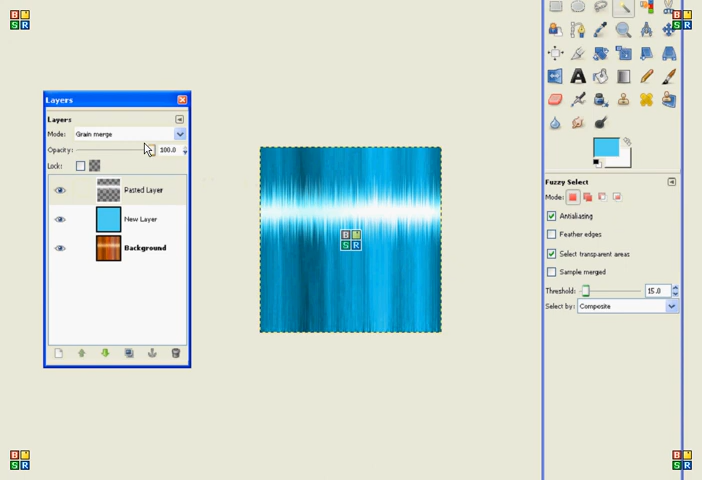 B
S R
B
S R
Layers
Layers
Mode: Grain merge
Opacity: 100.0
Lock:
Pasted Layer
New Layer
Background
B
S R
A
Fuzzy Select
Mode:
Antialiasing
Feather edges
Select transparent areas
Sample merged
Threshold: 15.0
Select by: Composite
B
S R
B
S R